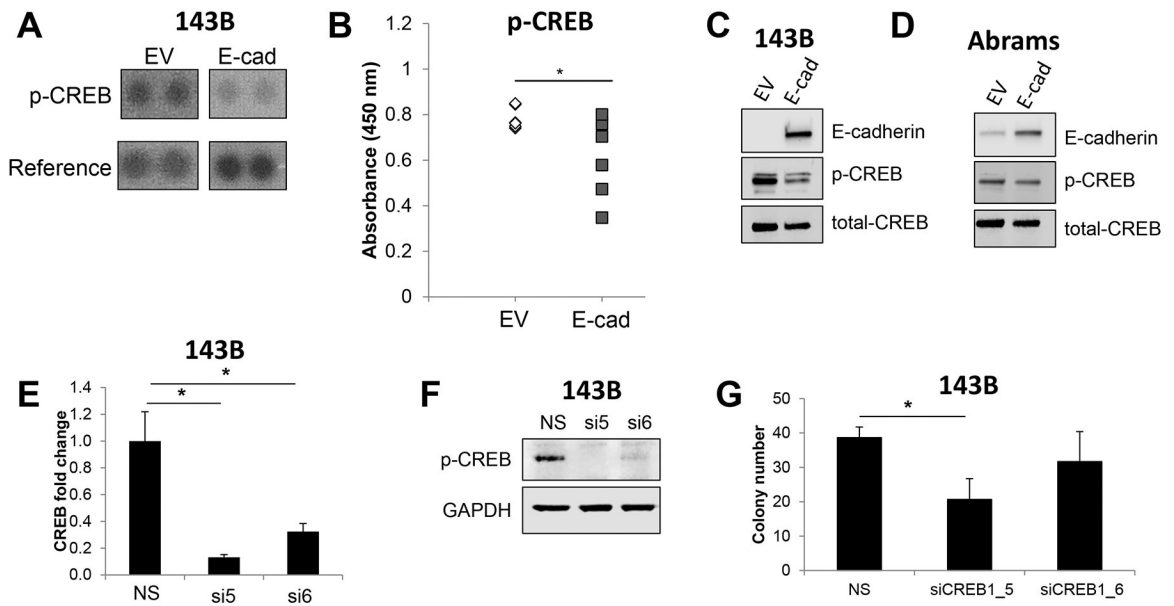 A
143B
EV E-cad
p-CREB
Reference
B
p-CREB
1.2
1
0.8
0.6
0.4
0.2
0
Absorbance (450 nm)
*
EV E-cad
C
143B
EV E-cad
E-cadherin
p-CREB
total-CREB
D
Abrams
EV E-cad
E-cadherin
p-CREB
total-CREB
E
143B
CREB fold change
1.4
1.2
1.0
0.8
0.6
0.4
0.2
0.0
*
*
NS si5 si6
F
143B
NS si5 si6
p-CREB
GAPDH
G
143B
Colony number
50
40
30
20
10
0
*
NS siCREB1_5 siCREB1_6